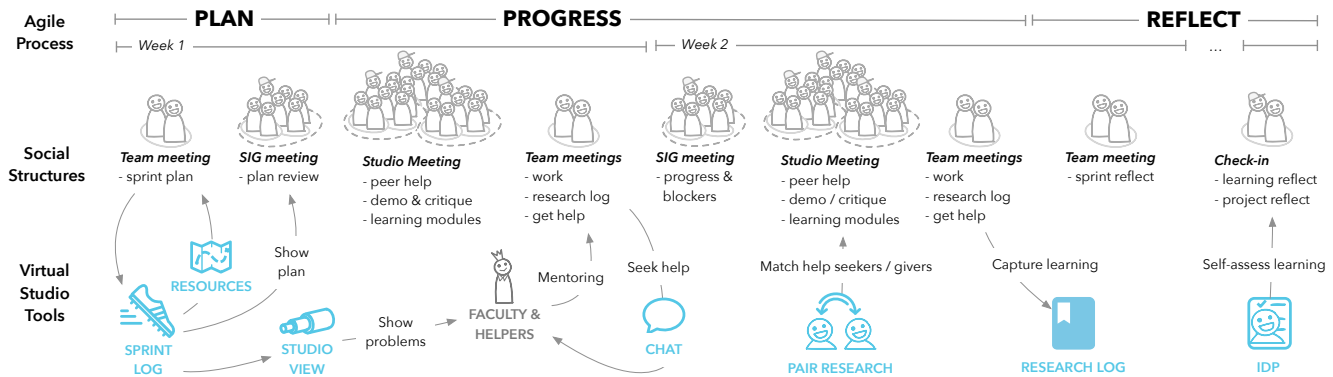 Agile
Process
PLAN
PROGRESS
REFLECT
Week 1
Week 2
...
Social
Structures
Team meeting
- sprint plan
SIG meeting
- plan review
Studio Meeting
- peer help
- demo & critique
- learning modules
Team meetings
- work
- research log
- get help
SIG meeting
- progress &
blockers
Studio Meeting
- peer help
- demo / critique
- learning modules
Team meetings
- work
- research log
- get help
Team meeting
- sprint reflect
Check-in
- learning reflect
- project reflect
Virtual
Studio
Tools
RESOURCES
Show
plan
SPRINT
LOG
STUDIO
VIEW
Show
problems
FACULTY &
HELPERS
Mentoring
Seek help
CHAT
Match help seekers / givers
PAIR RESEARCH
Capture learning
RESEARCH LOG
Self-assess learning
IDP